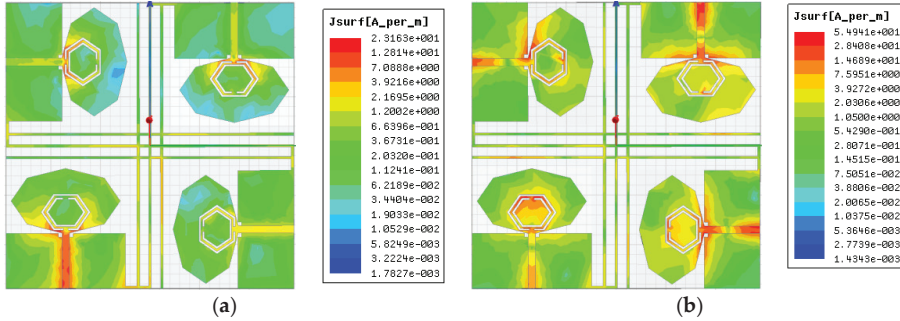 Jsurf[A_per_m]
2.3163e+001
1.2814e+001
7.0888e+000
3.9216e+000
2.1695e+000
1.2002e+000
6.6396e-001
3.6731e-001
2.0320e-001
1.1241e-001
6.2189e-002
3.4404e-002
1.9033e-002
1.0529e-002
5.8249e-003
3.2224e-003
1.7827e-003
(a)
Jsurf[A_per_m]
5.4941e+001
2.8408e+001
1.4689e+001
7.5951e+000
3.9272e+000
2.0306e+000
1.0500e+000
5.4290e-001
2.8071e-001
1.4515e-001
7.5051e-002
3.8806e-002
2.0065e-002
1.0375e-002
5.3646e-003
2.7739e-003
1.4343e-003
(b)